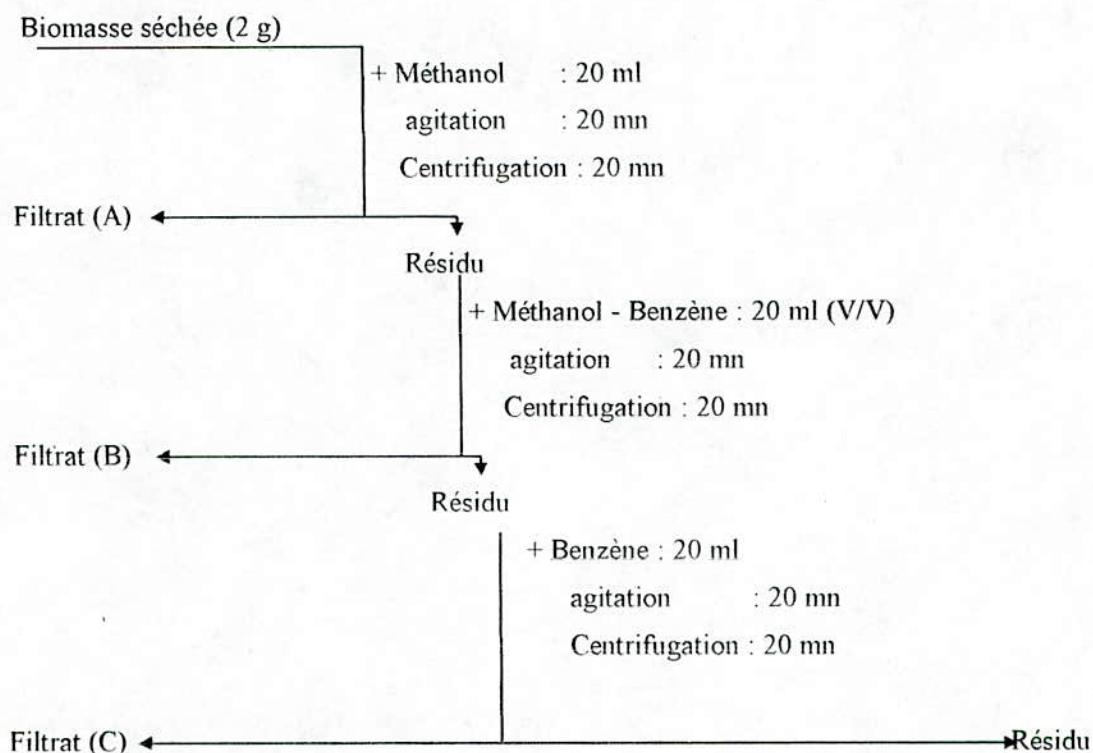 Biomasse séchée (2 g)
+ Méthanol : 20 ml
agitation : 20 mn
Centrifugation : 20 mn
Filtrat (A)
Résidu
+ Méthanol - Benzène : 20 ml (V/V)
agitation : 20 mn
Centrifugation : 20 mn
Filtrat (B)
Résidu
+ Benzène : 20 ml
agitation : 20 mn
Centrifugation : 20 mn
Filtrat (C) Résidu